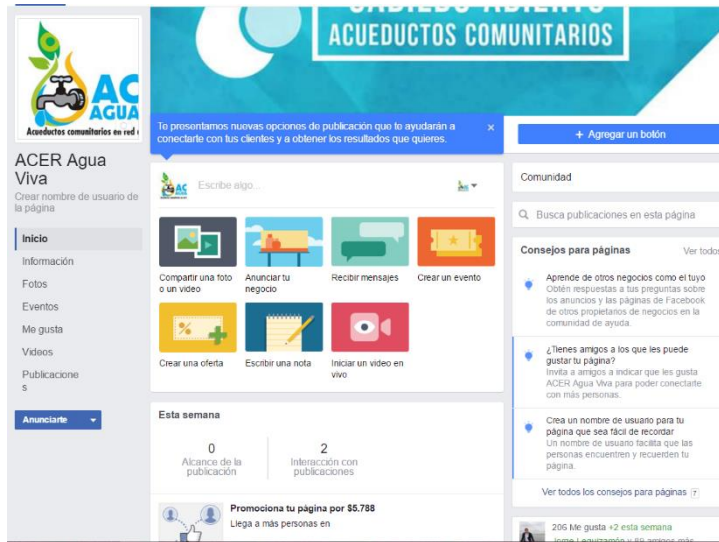 ACUEDUCTOS COMUNITARIOS
AC
AGUA
Acueductos comunitarios en red
ACER Agua
Viva
Crear nombre de usuario de
la página
Inicio
Información
Fotos
Eventos
Me gusta
Videos
Publicacione
s
Anunciarte
Te presentamos nuevas opciones de publicación que te ayudarán a
conectarte con tus clientes y a obtener los resultados que quieres.
Escribe algo...
Compartir una foto
o un video
Anunciar tu
negocio
Recibir mensajes
Crear un evento
Crear una oferta
Escribir una nota
Iniciar un video en
vivo
Esta semana
0
Alcance de la
publicación
2
Interacción con
publicaciones
Promociona tu página por $5.788
Llega a más personas en
+ Agregar un botón
Comunidad
Busca publicaciones en esta página
Consejos para páginas
Ver todos
Aprende de otros negocios como el tuyo
Obtén respuestas a tus preguntas sobre
los anuncios y las páginas de Facebook
de otros propietarios de negocios en la
comunidad de ayuda.
¿Tienes amigos a los que les puede
gustar tu página?
Invita a amigos a indicar que les gusta
ACER Agua Viva para poder conectarte
con más personas.
Crea un nombre de usuario para tu
página que sea fácil de recordar
Un nombre de usuario facilita que las
personas encuentren y recuerden tu
página.
Ver todos los consejos para páginas 7
206 Me gusta +2 esta semana
Leguizamón y 89 amigos más